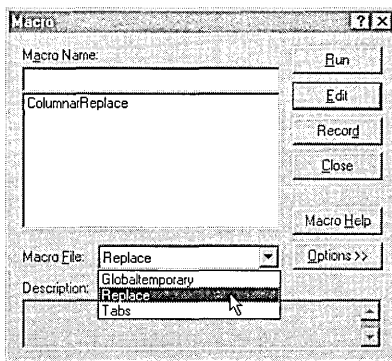 Macro
Macro Name:
Run
Edit
ColumnarReplace
Record
Close
Macro Help
Macro File: Replace
Options >>
Globaltemporary
Description: Replace
Tabs